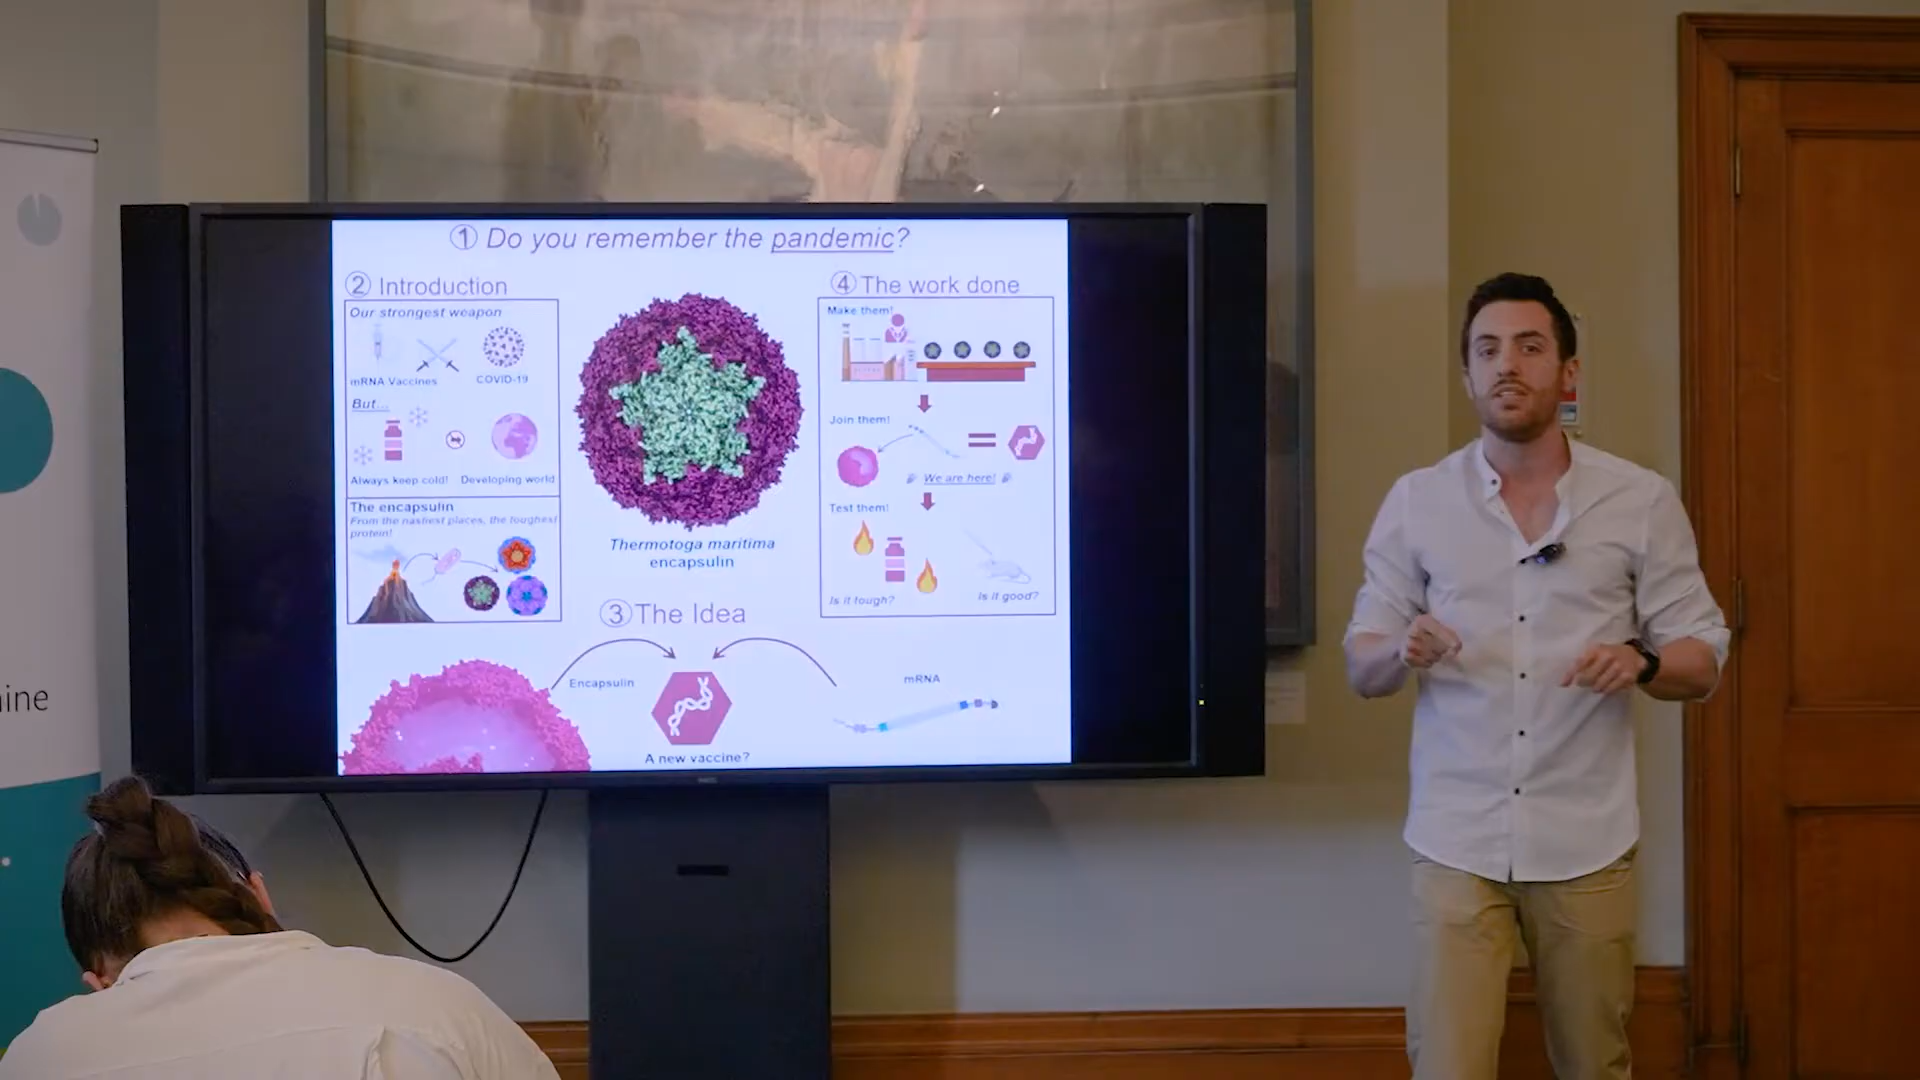 ① Do you remember the pandemic?
② Introduction
Our strongest weapon
mRNA Vaccines
COVID-19
But...
Always keep cold!
Developing world
The encapsulin
From the nastiest places, the toughest
protein!
Thermotoga maritima
encapsulin
③ The Idea
Encapsulin
mRNA
A new vaccine?
④ The work done
Make them!
Join them!
We are here!
Test them!
Is it tough?
Is it good?
ine